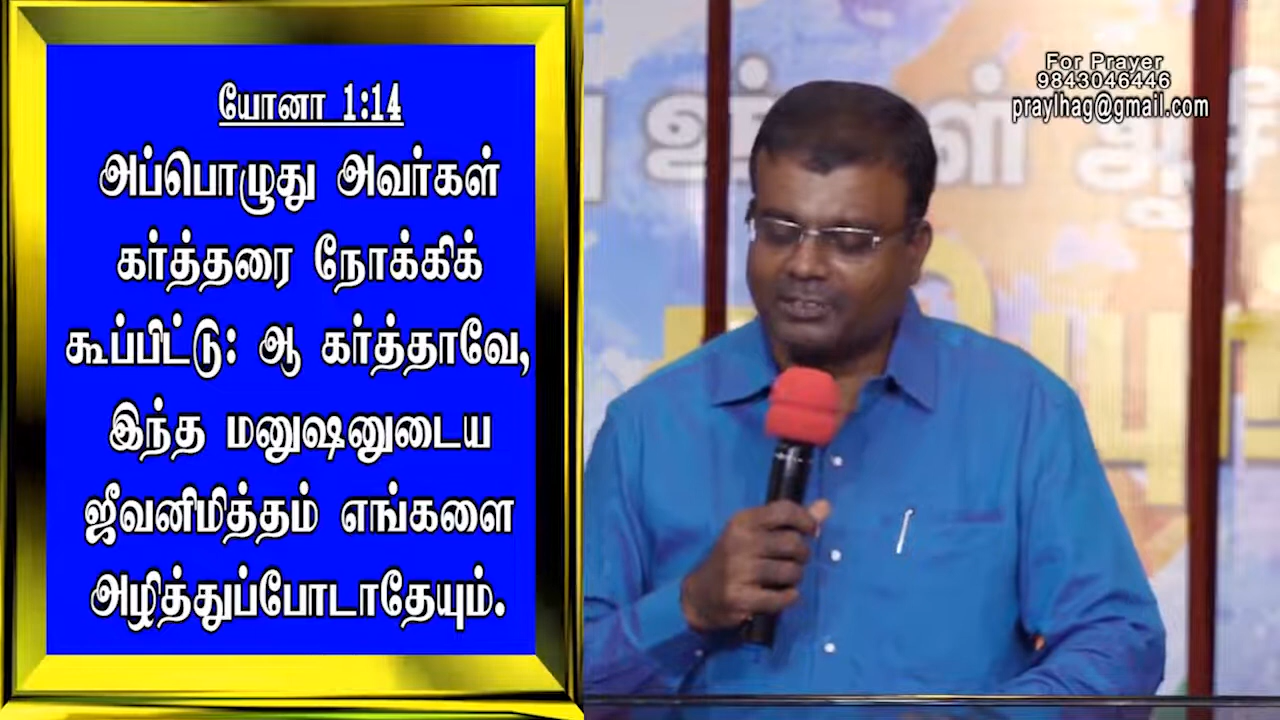 யோனா 1:14
அப்பொழுது அவர்கள்
கர்த்தரை நோக்கிக்
கூப்பிட்டு: ஆ கர்த்தாவே,
இந்த மனுஷனுடைய
ஜீவனிமித்தம் எங்களை
அழித்துப்போடாதேயும்.
For Prayer
9843046446
praylhag@gmail.com